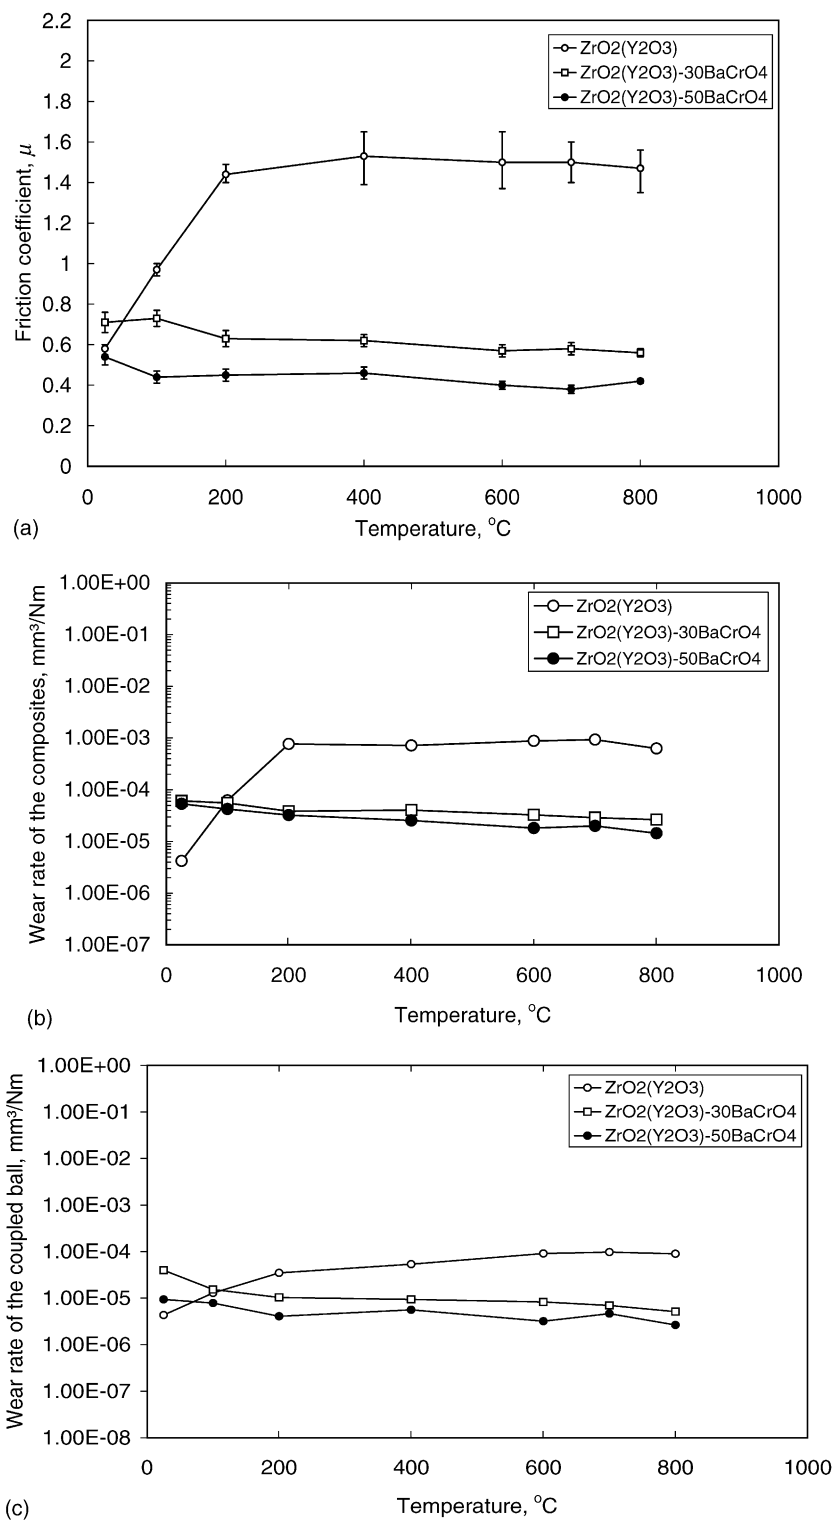 2.2
2
1.8
1.6
1.4
1.2
1
0.8
0.6
0.4
0.2
0
Friction coefficient, μ
ZrO2(Y2O3)
ZrO2(Y2O3)-30BaCrO4
ZrO2(Y2O3)-50BaCrO4
0 200 400 600 800 1000
Temperature, °C
(a)
1.00E+00
1.00E-01
1.00E-02
1.00E-03
1.00E-04
1.00E-05
1.00E-06
1.00E-07
Wear rate of the composites, mm³/Nm
ZrO2(Y2O3)
ZrO2(Y2O3)-30BaCrO4
ZrO2(Y2O3)-50BaCrO4
0 200 400 600 800 1000
Temperature, °C
(b)
1.00E+00
1.00E-01
1.00E-02
1.00E-03
1.00E-04
1.00E-05
1.00E-06
1.00E-07
1.00E-08
Wear rate of the coupled ball, mm³/Nm
ZrO2(Y2O3)
ZrO2(Y2O3)-30BaCrO4
ZrO2(Y2O3)-50BaCrO4
0 200 400 600 800 1000
Temperature, °C
(c)